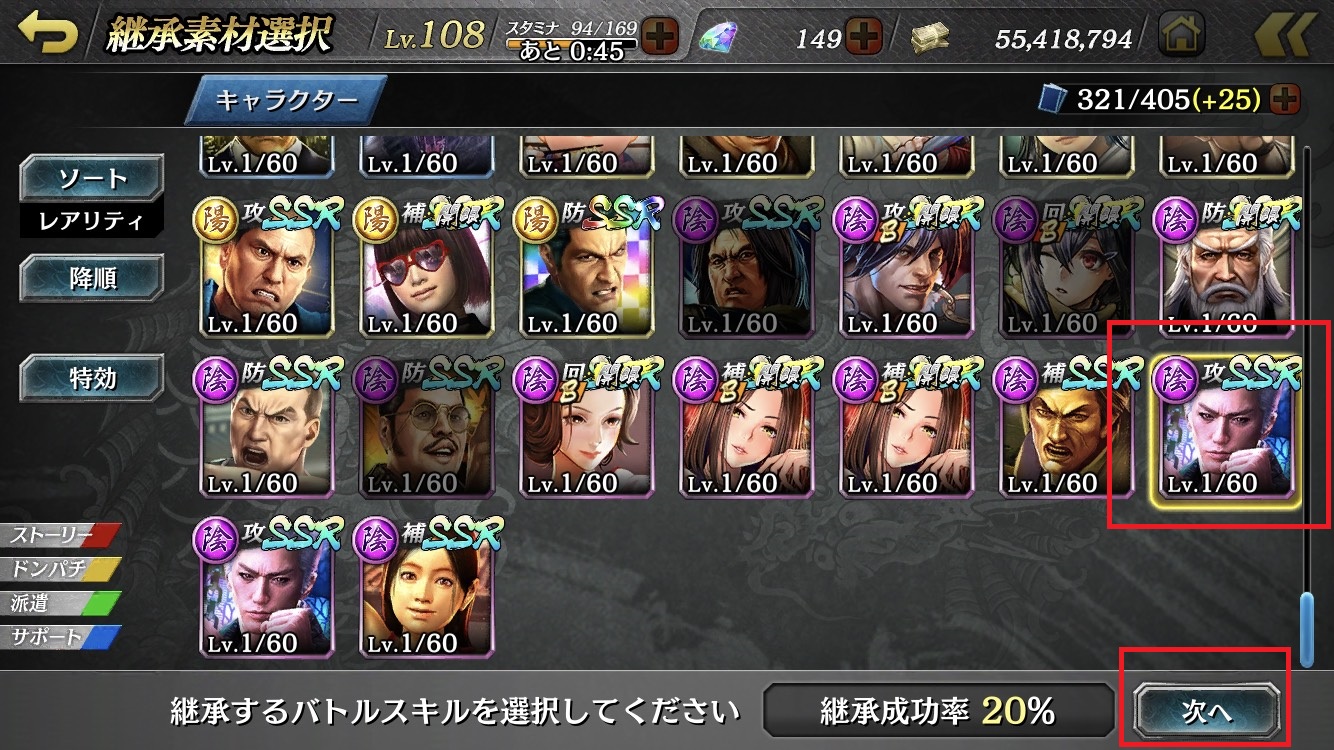 継承素材選択
Lv.108
スタミナ 94/169
あと 0:45
149
55,418,794
キャラクター
321/405(+25)
ソート
レアリティ
降順
特効
Lv.1/60 Lv.1/60 Lv.1/60 Lv.1/60 Lv.1/60 Lv.1/60 Lv.1/60
陽 攻 SSR 陽 補 開眼R 陽 防 SSR 陰 攻 SSR 陰 攻 B 開眼R 陰 回 B 開眼R 陰 防 開眼R
Lv.1/60 Lv.1/60 Lv.1/60 Lv.1/60 Lv.1/60 Lv.1/60 Lv.1/60
陰 防 SSR 陰 防 SSR 陰 回 B 開眼R 陰 補 B 開眼R 陰 補 B 開眼R 陰 補 SSR 陰 攻 SSR
Lv.1/60 Lv.1/60 Lv.1/60 Lv.1/60 Lv.1/60 Lv.1/60 Lv.1/60
陰 攻 SSR 陰 補 SSR
Lv.1/60 Lv.1/60
ストーリー
ドンパチ
派遣
サポート
継承するバトルスキルを選択してください
継承成功率 20%
次へ